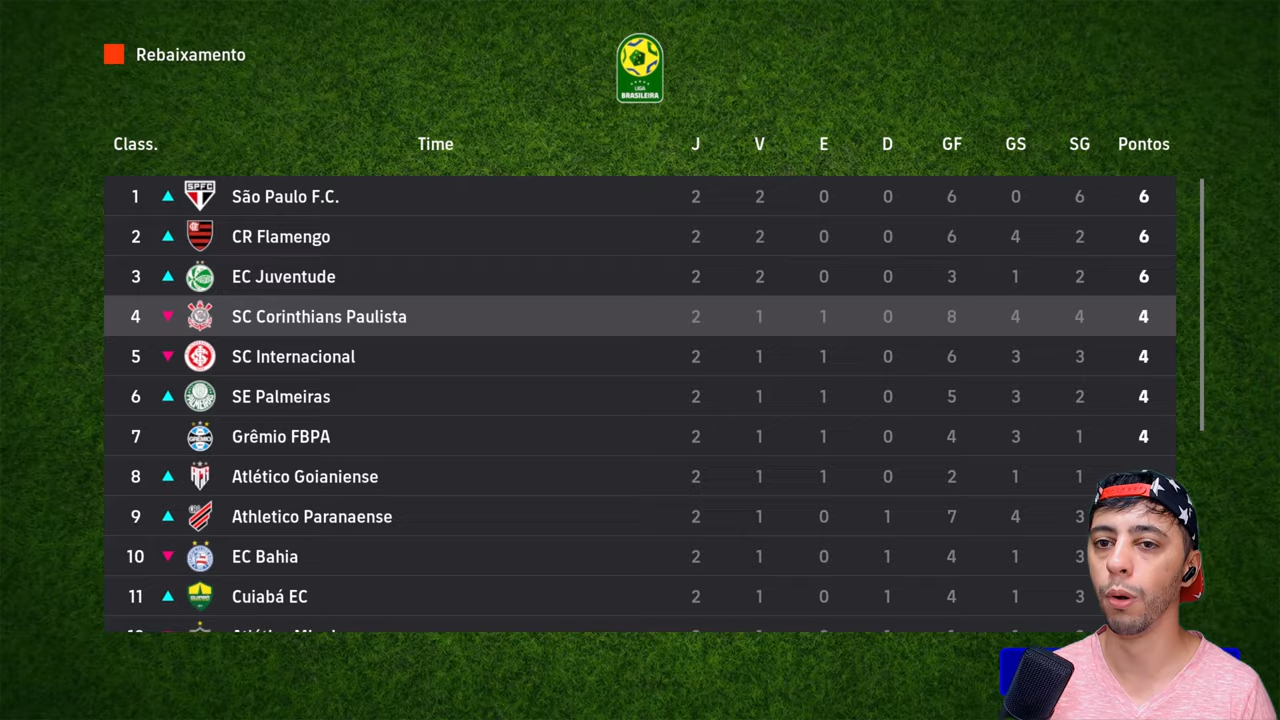 Rebaixamento
LIGA
BRASILEIRA
Class. Time J V E D GF GS SG Pontos
1 SPFC São Paulo F.C. 2 2 0 0 6 0 6 6
2 CR Flamengo 2 2 0 0 6 4 2 6
3 EC Juventude 2 2 0 0 3 1 2 6
4 SC Corinthians Paulista 2 1 1 0 8 4 4 4
5 SC Internacional 2 1 1 0 6 3 3 4
6 SE Palmeiras 2 1 1 0 5 3 2 4
7 GRÊMIO Grêmio FBPA 2 1 1 0 4 3 1 4
8 Atlético Goianiense 2 1 1 0 2 1 1
9 Athletico Paranaense 2 1 0 1 7 4 3
10 EC Bahia 2 1 0 1 4 1 3
11 CUIABÁ Cuiabá EC 2 1 0 1 4 1 3